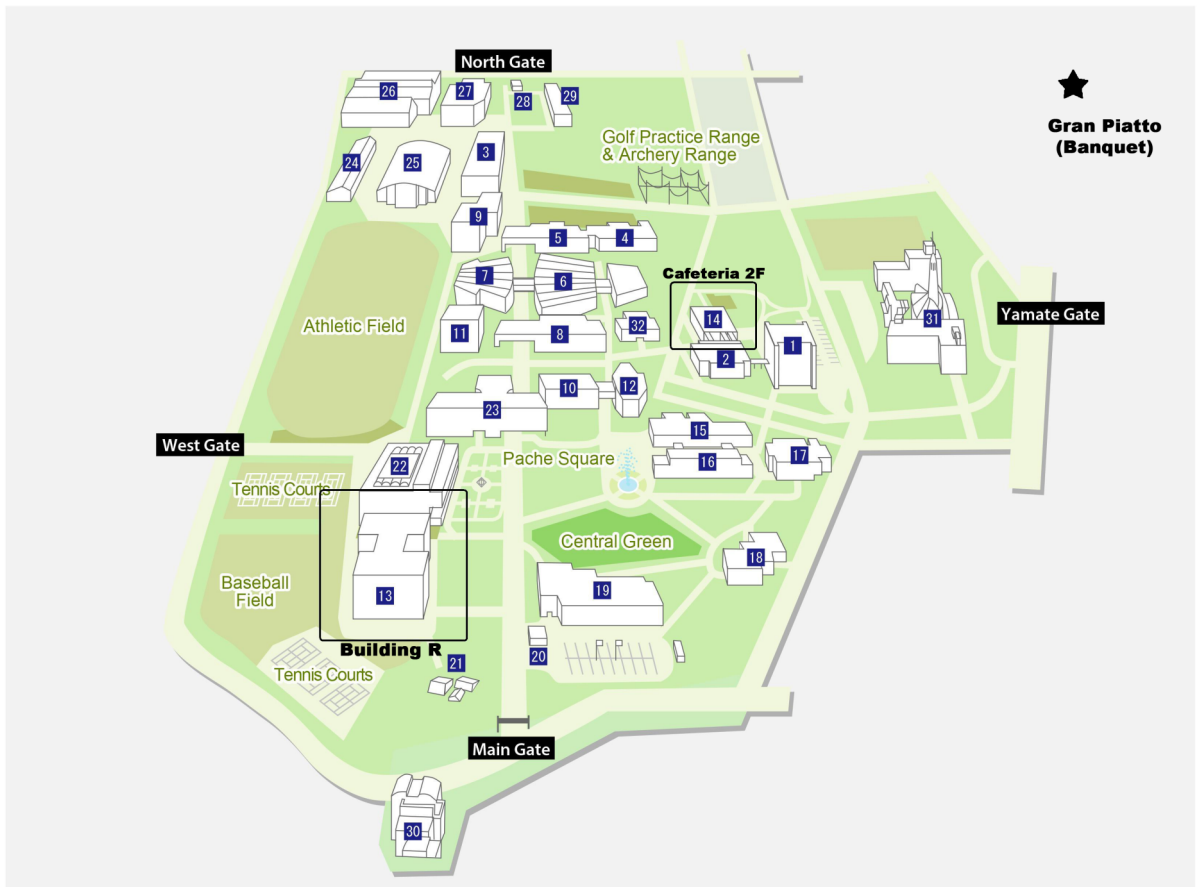 North Gate
26
27
28
29
Gran Piatto
(Banquet)
Golf Practice Range
& Archery Range
3
24
25
9
5
4
7
6
Cafeteria 2F
14
31
Yamate Gate
Athletic Field
11
8
32
2
1
10
12
23
15
16
17
West Gate
22
Pache Square
Tennis Courts
Central Green
18
Baseball
Field
13
19
Building R
21
20
Tennis Courts
Main Gate
30